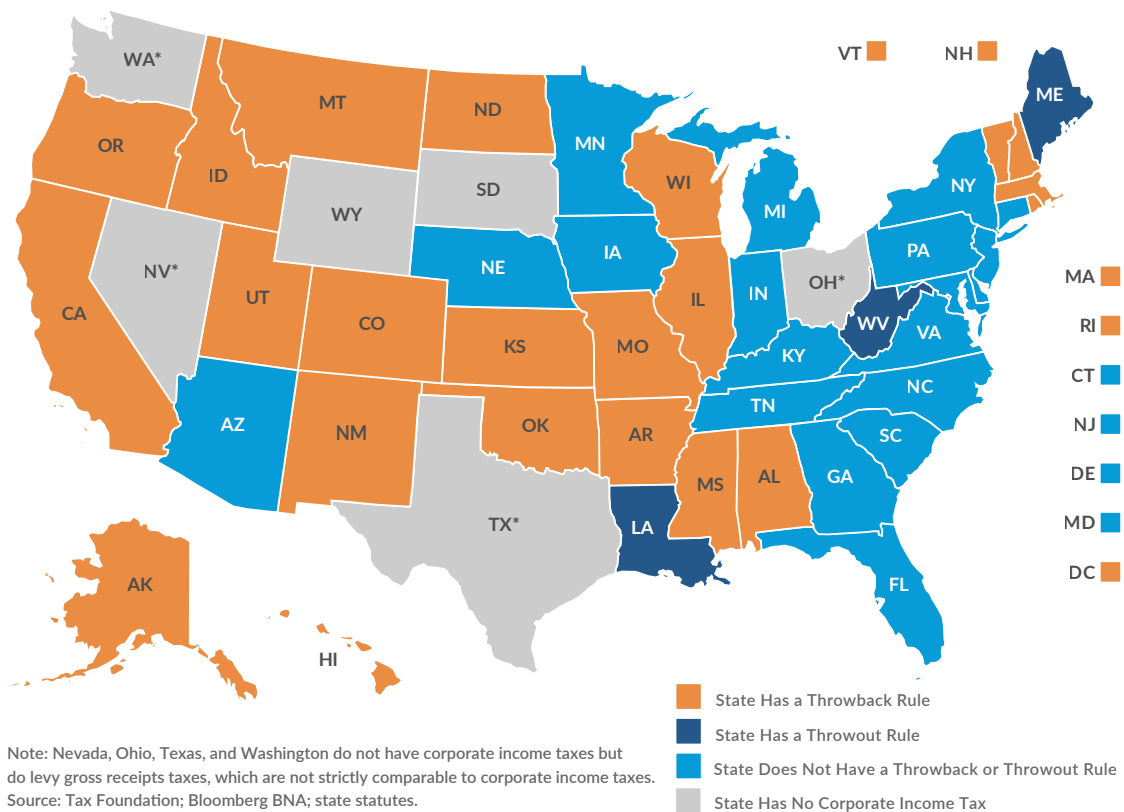 WA*
VT
NH
ME
MT
ND
OR
MN
ID
WI
SD
NY
WY
MI
PA
IA
NE
NV*
MA
OH*
IN
UT
IL
CA
CO
WV
RI
VA
KS
MO
KY
CT
NC
TN
AZ
NJ
OK
NM
AR
SC
DE
GA
AL
MS
MD
TX*
LA
DC
AK
FL
HI
State Has a Throwback Rule
State Has a Throwout Rule
State Does Not Have a Throwback or Throwout Rule
State Has No Corporate Income Tax
Note: Nevada, Ohio, Texas, and Washington do not have corporate income taxes but
do levy gross receipts taxes, which are not strictly comparable to corporate income taxes.
Source: Tax Foundation; Bloomberg BNA; state statutes.